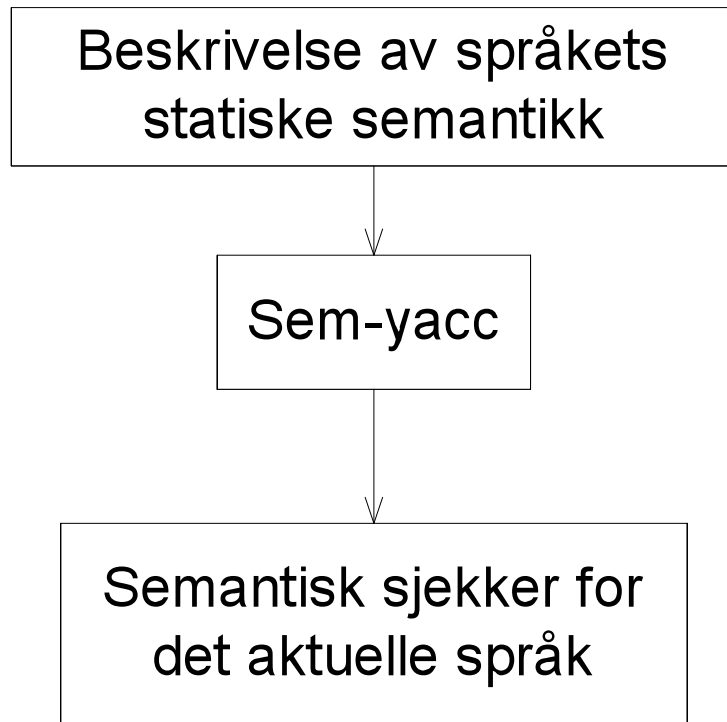 Beskrivelse av språkets
statiske semantikk
Sem-yacc
Semantisk sjekker for
det aktuelle språk